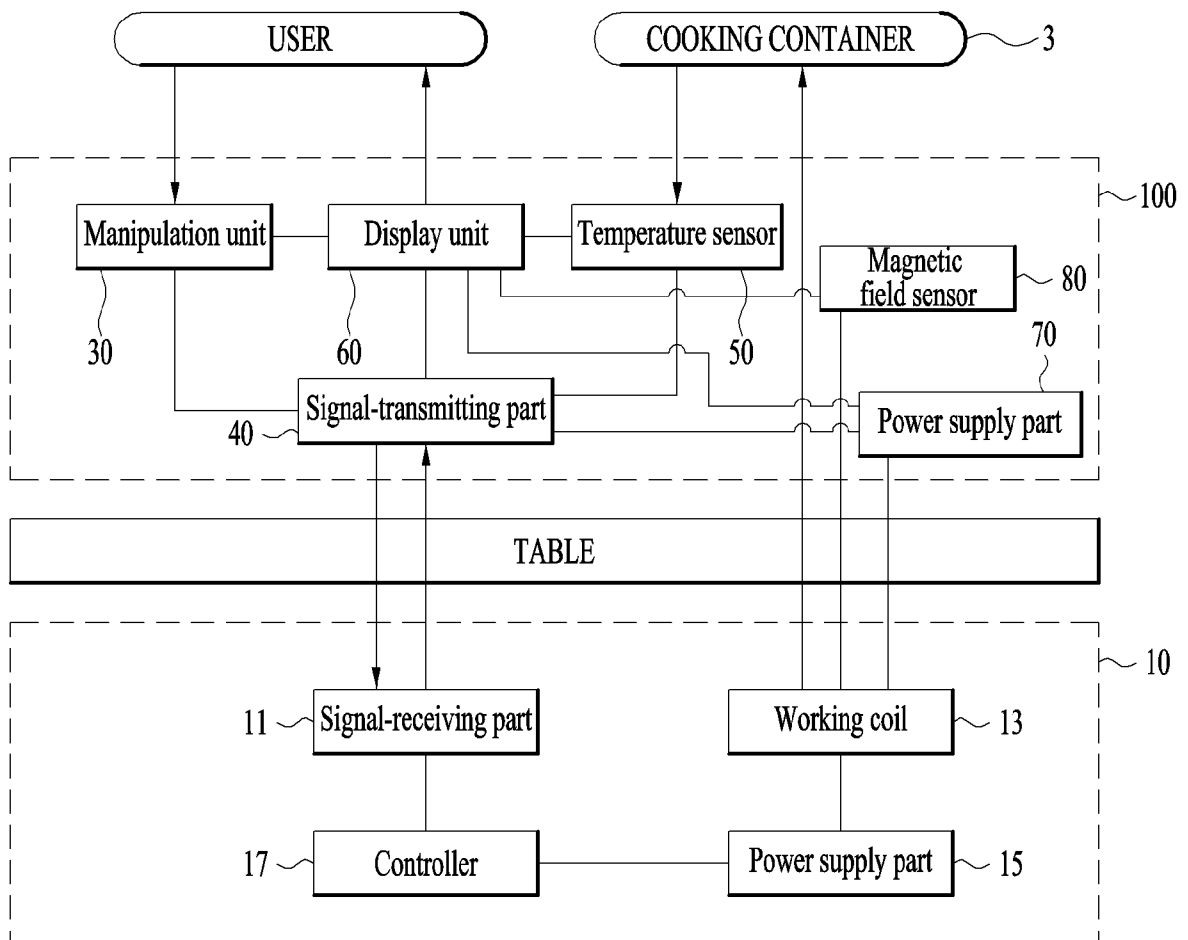 USER
COOKING CONTAINER
3
100
Manipulation unit
Display unit
Temperature sensor
Magnetic
field sensor
80
30
60
50
70
Signal-transmitting part
40
Power supply part
TABLE
10
11
Signal-receiving part
Working coil
13
17
Controller
Power supply part
15